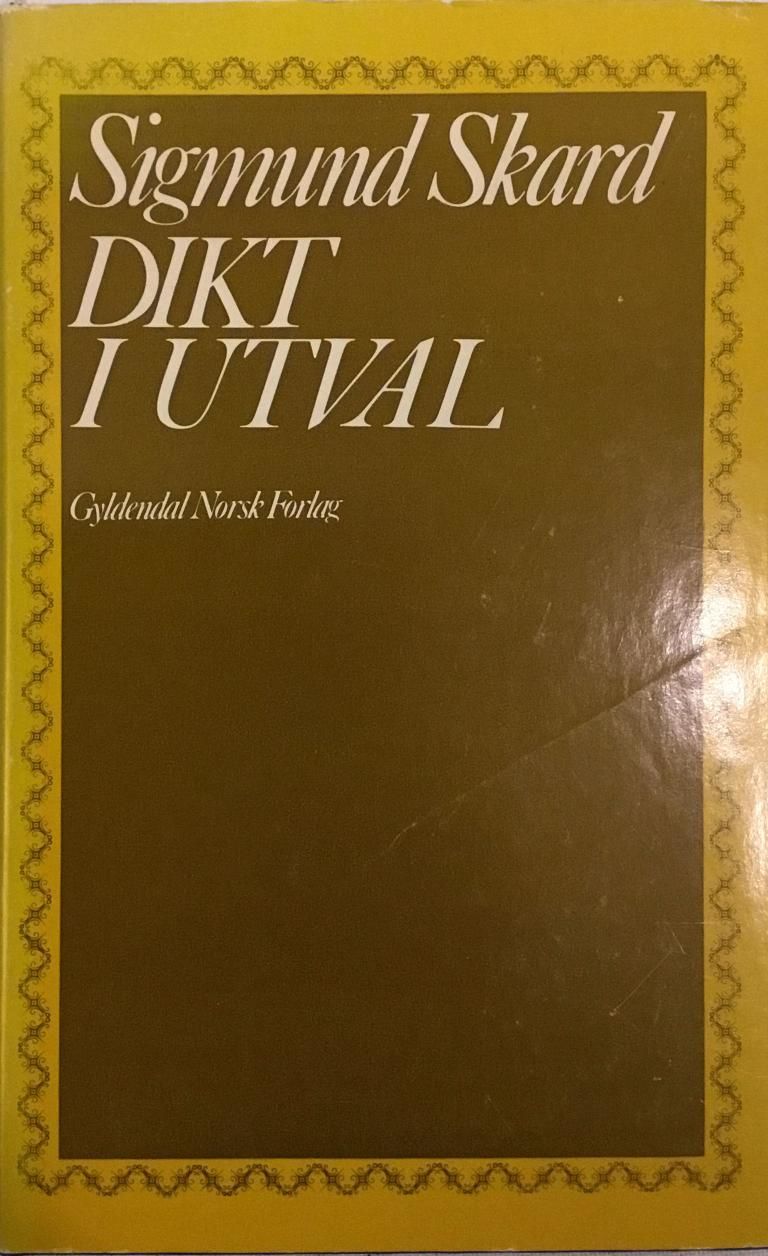 Sigmund Skard
DIKT
I UTVAL
Gyldendal Norsk Forlag